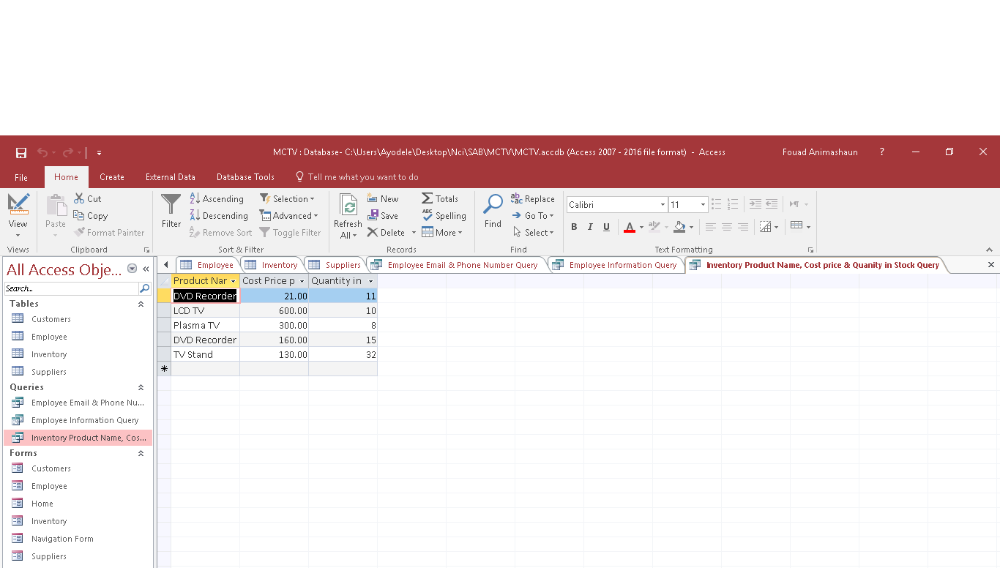 MCTV : Database- C:\Users\Ayodele\Desktop\Nci\SAB\MCTV\MCTV.accdb (Access 2007 - 2016 file format) - Access Fouad Animashaun ?
File Home Create External Data Database Tools Tell me what you want to do
View
Views
Paste
Cut
Copy
Format Painter
Clipboard
Filter
Ascending
Descending
Remove Sort
Selection
Advanced
Toggle Filter
Sort & Filter
Refresh
All
New
Save
Delete
Totals
Spelling
More
Records
Find
Replace
Go To
Select
Find
Calibri 11
B I U A
Text Formatting
All Access Obje...
Search...
Tables
Customers
Employee
Inventory
Suppliers
Queries
Employee Email & Phone Nu...
Employee Information Query
Inventory Product Name, Cos...
Forms
Customers
Employee
Home
Inventory
Navigation Form
Suppliers
Employee Inventory Suppliers Employee Email & Phone Number Query Employee Information Query Inventory Product Name, Cost price & Quanity in Stock Query
Product Nar Cost Price p Quantity in
DVD Recorder 21.00 11
LCD TV 600.00 10
Plasma TV 300.00 8
DVD Recorder 160.00 15
TV Stand 130.00 32